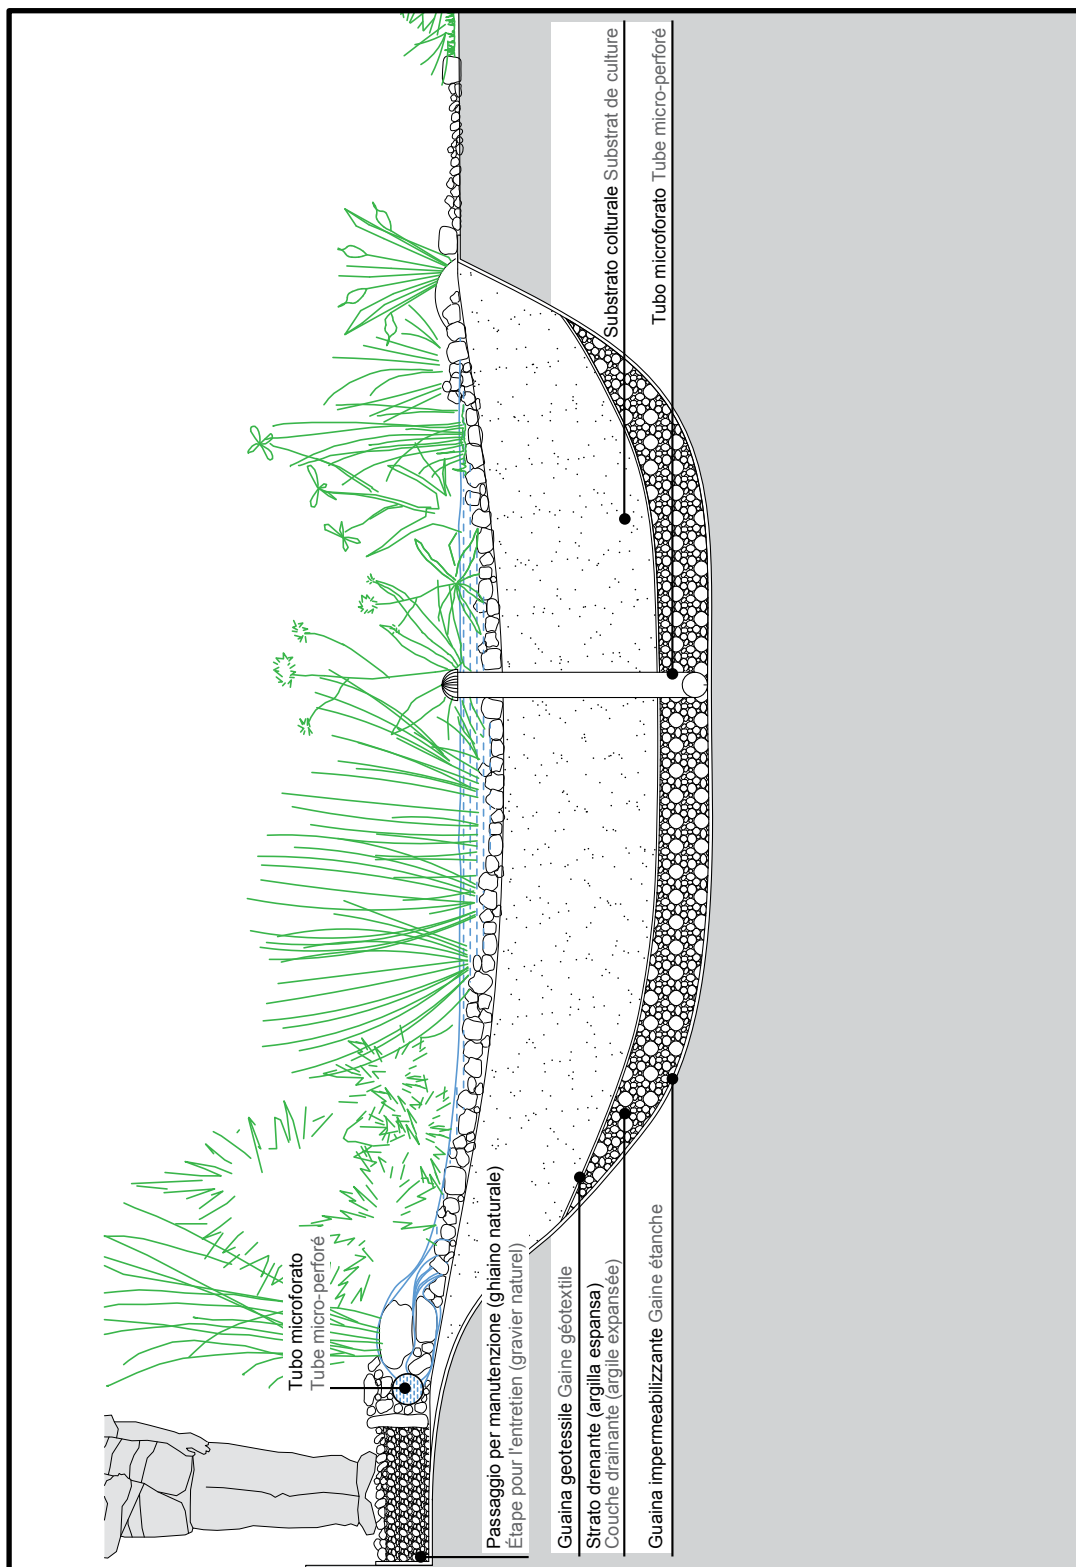 Tubo microforato
Tube micro-perforé
Passaggio per manutenzione (ghiaino naturale)
Étape pour l'entretien (gravier naturel)
Guaina geotessile Gaine géotextile
Strato drenante (argilla espansa)
Couche drainante (argile expansée)
Guaina impermeabilizzante Gaine étanche
Substrato colturale Substrat de culture
Tubo microforato Tube micro-perforé